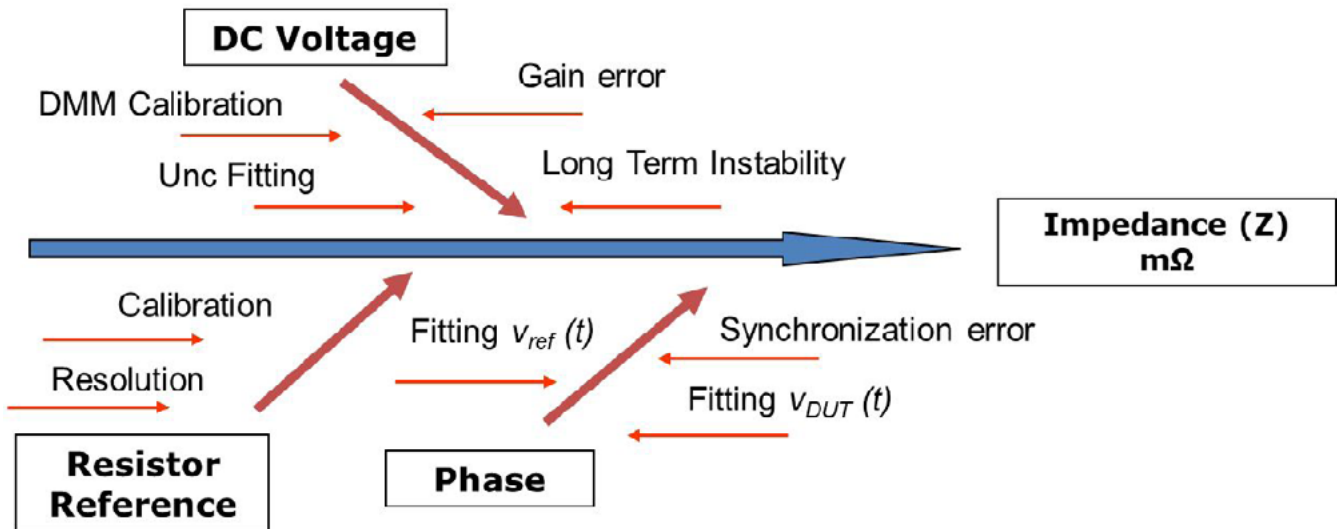 DC Voltage
Gain error
DMM Calibration
Long Term Instability
Unc Fitting
Impedance (Z)
mΩ
Calibration
Fitting v_ref (t)
Synchronization error
Resolution
Fitting v_DUT (t)
Resistor
Reference
Phase